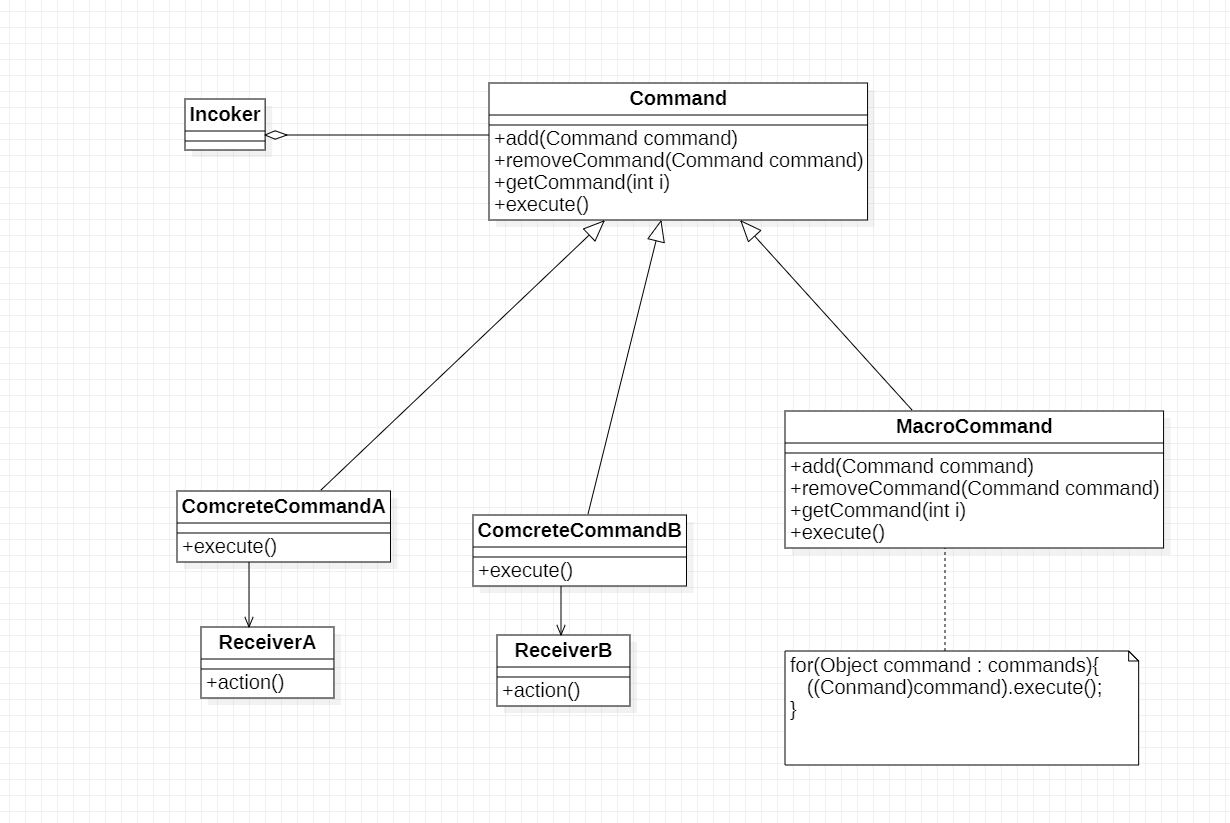 Incoker
Command
+add(Command command)
+removeCommand(Command command)
+getCommand(int i)
+execute()
ComcreteCommandA
+execute()
ComcreteCommandB
+execute()
MacroCommand
+add(Command command)
+removeCommand(Command command)
+getCommand(int i)
+execute()
ReceiverA
+action()
ReceiverB
+action()
for(Object command : commands){
((Conmand)command).execute();
}